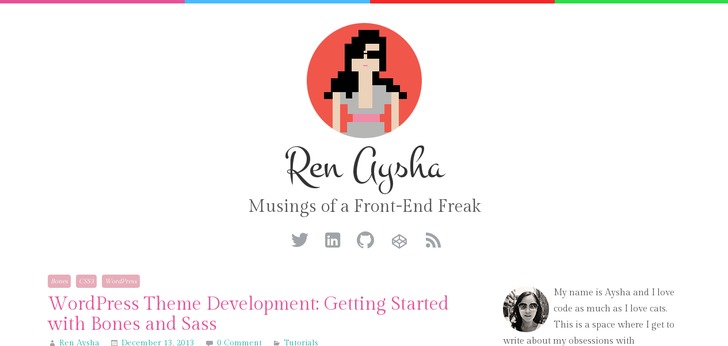 Ren Aysha
Musings of a Front-End Freak
Bones CSS3 WordPress
WordPress Theme Development: Getting Started
with Bones and Sass
Ren Aysha December 13, 2013 0 Comment Tutorials
My name is Aysha and I love
code as much as I love cats.
This is a space where I get to
write about my obsessions with